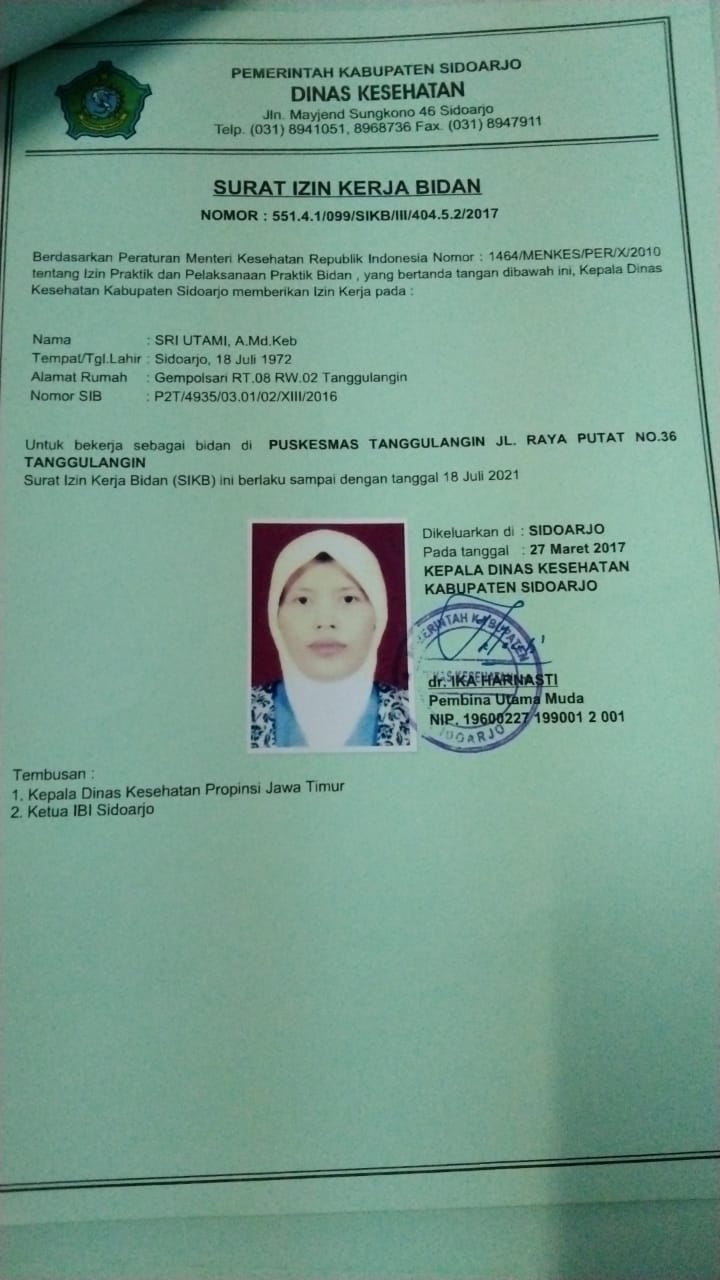 PEMERINTAH KABUPATEN SIDOARJO
DINAS KESEHATAN
Jln. Mayjend Sungkono 46 Sidoarjo
Telp. (031) 8941051, 8968736 Fax. (031) 8947911
SURAT IZIN KERJA BIDAN
NOMOR : 551.4.1/099/SIKB/III/404.5.2/2017
Berdasarkan Peraturan Menteri Kesehatan Republik Indonesia Nomor : 1464/MENKES/PER/X/2010
tentang Izin Praktik dan Pelaksanaan Praktik Bidan , yang bertanda tangan dibawah ini, Kepala Dinas
Kesehatan Kabupaten Sidoarjo memberikan Izin Kerja pada :
Nama : SRI UTAMI, A.Md.Keb
Tempat/Tgl.Lahir : Sidoarjo, 18 Juli 1972
Alamat Rumah : Gempolsari RT.08 RW.02 Tanggulangin
Nomor SIB : P2T/4935/03.01/02/XIII/2016
Untuk bekerja sebagai bidan di PUSKESMAS TANGGULANGIN JL. RAYA PUTAT NO.36
TANGGULANGIN
Surat Izin Kerja Bidan (SIKB) ini berlaku sampai dengan tanggal 18 Juli 2021
Dikeluarkan di : SIDOARJO
Pada tanggal : 27 Maret 2017
KEPALA DINAS KESEHATAN
KABUPATEN SIDOARJO
PEMERINTAH KABUPATEN
DINAS KESEHATAN
SIDOARJO
dr. IKA HARNASTI
Pembina Utama Muda
NIP. 19600227 199001 2 001
Tembusan :
1. Kepala Dinas Kesehatan Propinsi Jawa Timur
2. Ketua IBI Sidoarjo